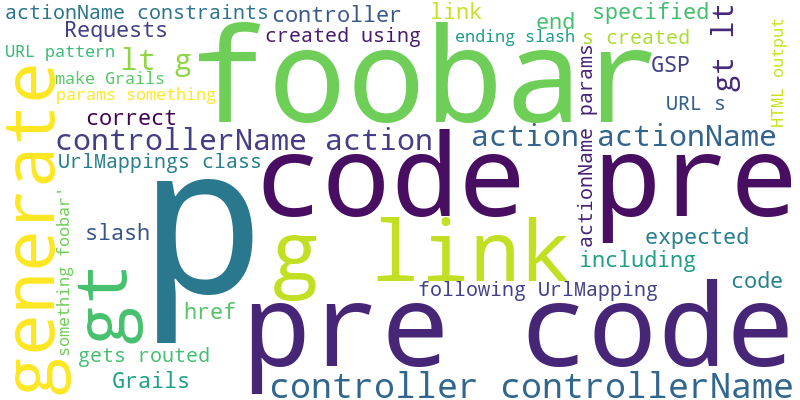 actionName constraints
controller
link
end
specified
gt lt
Requests
created using
ending slash
s created
HTML output
URL pattern
lt g
foobar
GSP
make Grails
params something
URL s
correct
generate
controllerName action
action actionName
actionName params
UrlMappings class
p
code pre
slash
g link
expected
including
something foobar'
gt
following UrlMapping
code
href
pre code
gets routed
Grails
controller controllerName